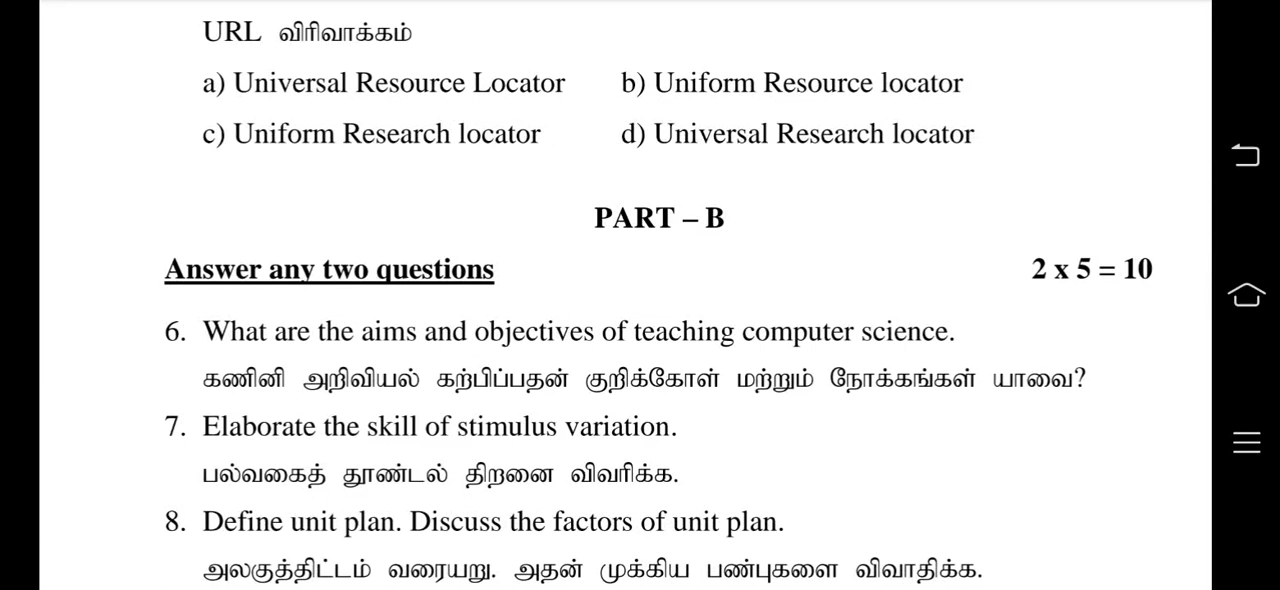 URL விரிவாக்கம்
a) Universal Resource Locator b) Uniform Resource locator
c) Uniform Research locator d) Universal Research locator
PART – B
Answer any two questions 2 x 5 = 10
6. What are the aims and objectives of teaching computer science.
கணினி அறிவியல் கற்பிப்பதன் குறிக்கோள் மற்றும் நோக்கங்கள் யாவை?
7. Elaborate the skill of stimulus variation.
பல்வகைத் தூண்டல் திறனை விவரிக்க.
8. Define unit plan. Discuss the factors of unit plan.
அலகுத்திட்டம் வரையறு. அதன் முக்கிய பண்புகளை விவாதிக்க.